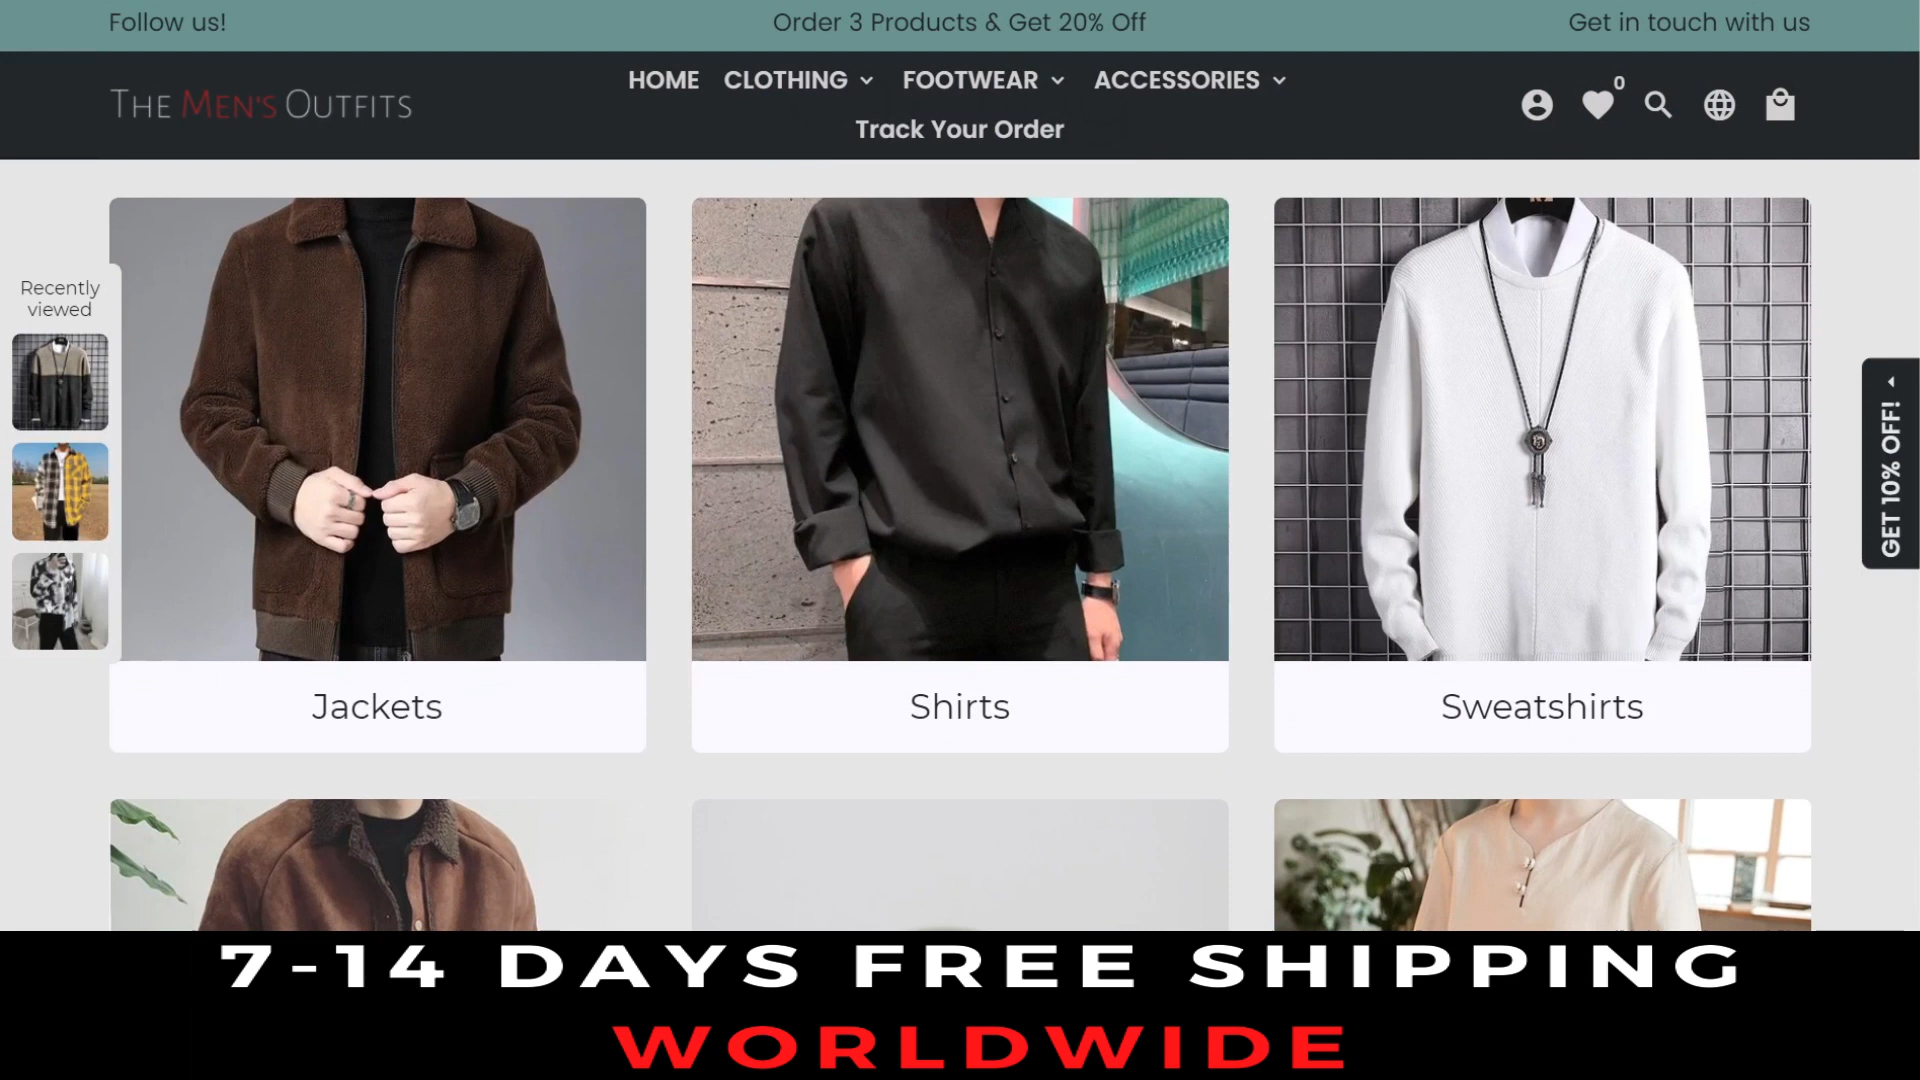 Follow us!
Order 3 Products & Get 20% Off
Get in touch with us
THE MEN'S OUTFITS
HOME CLOTHING FOOTWEAR ACCESSORIES
Track Your Order
0
Recently
viewed
GET 10% OFF!
Jackets
Shirts
Sweatshirts
7-14 DAYS FREE SHIPPING
WORLDWIDE